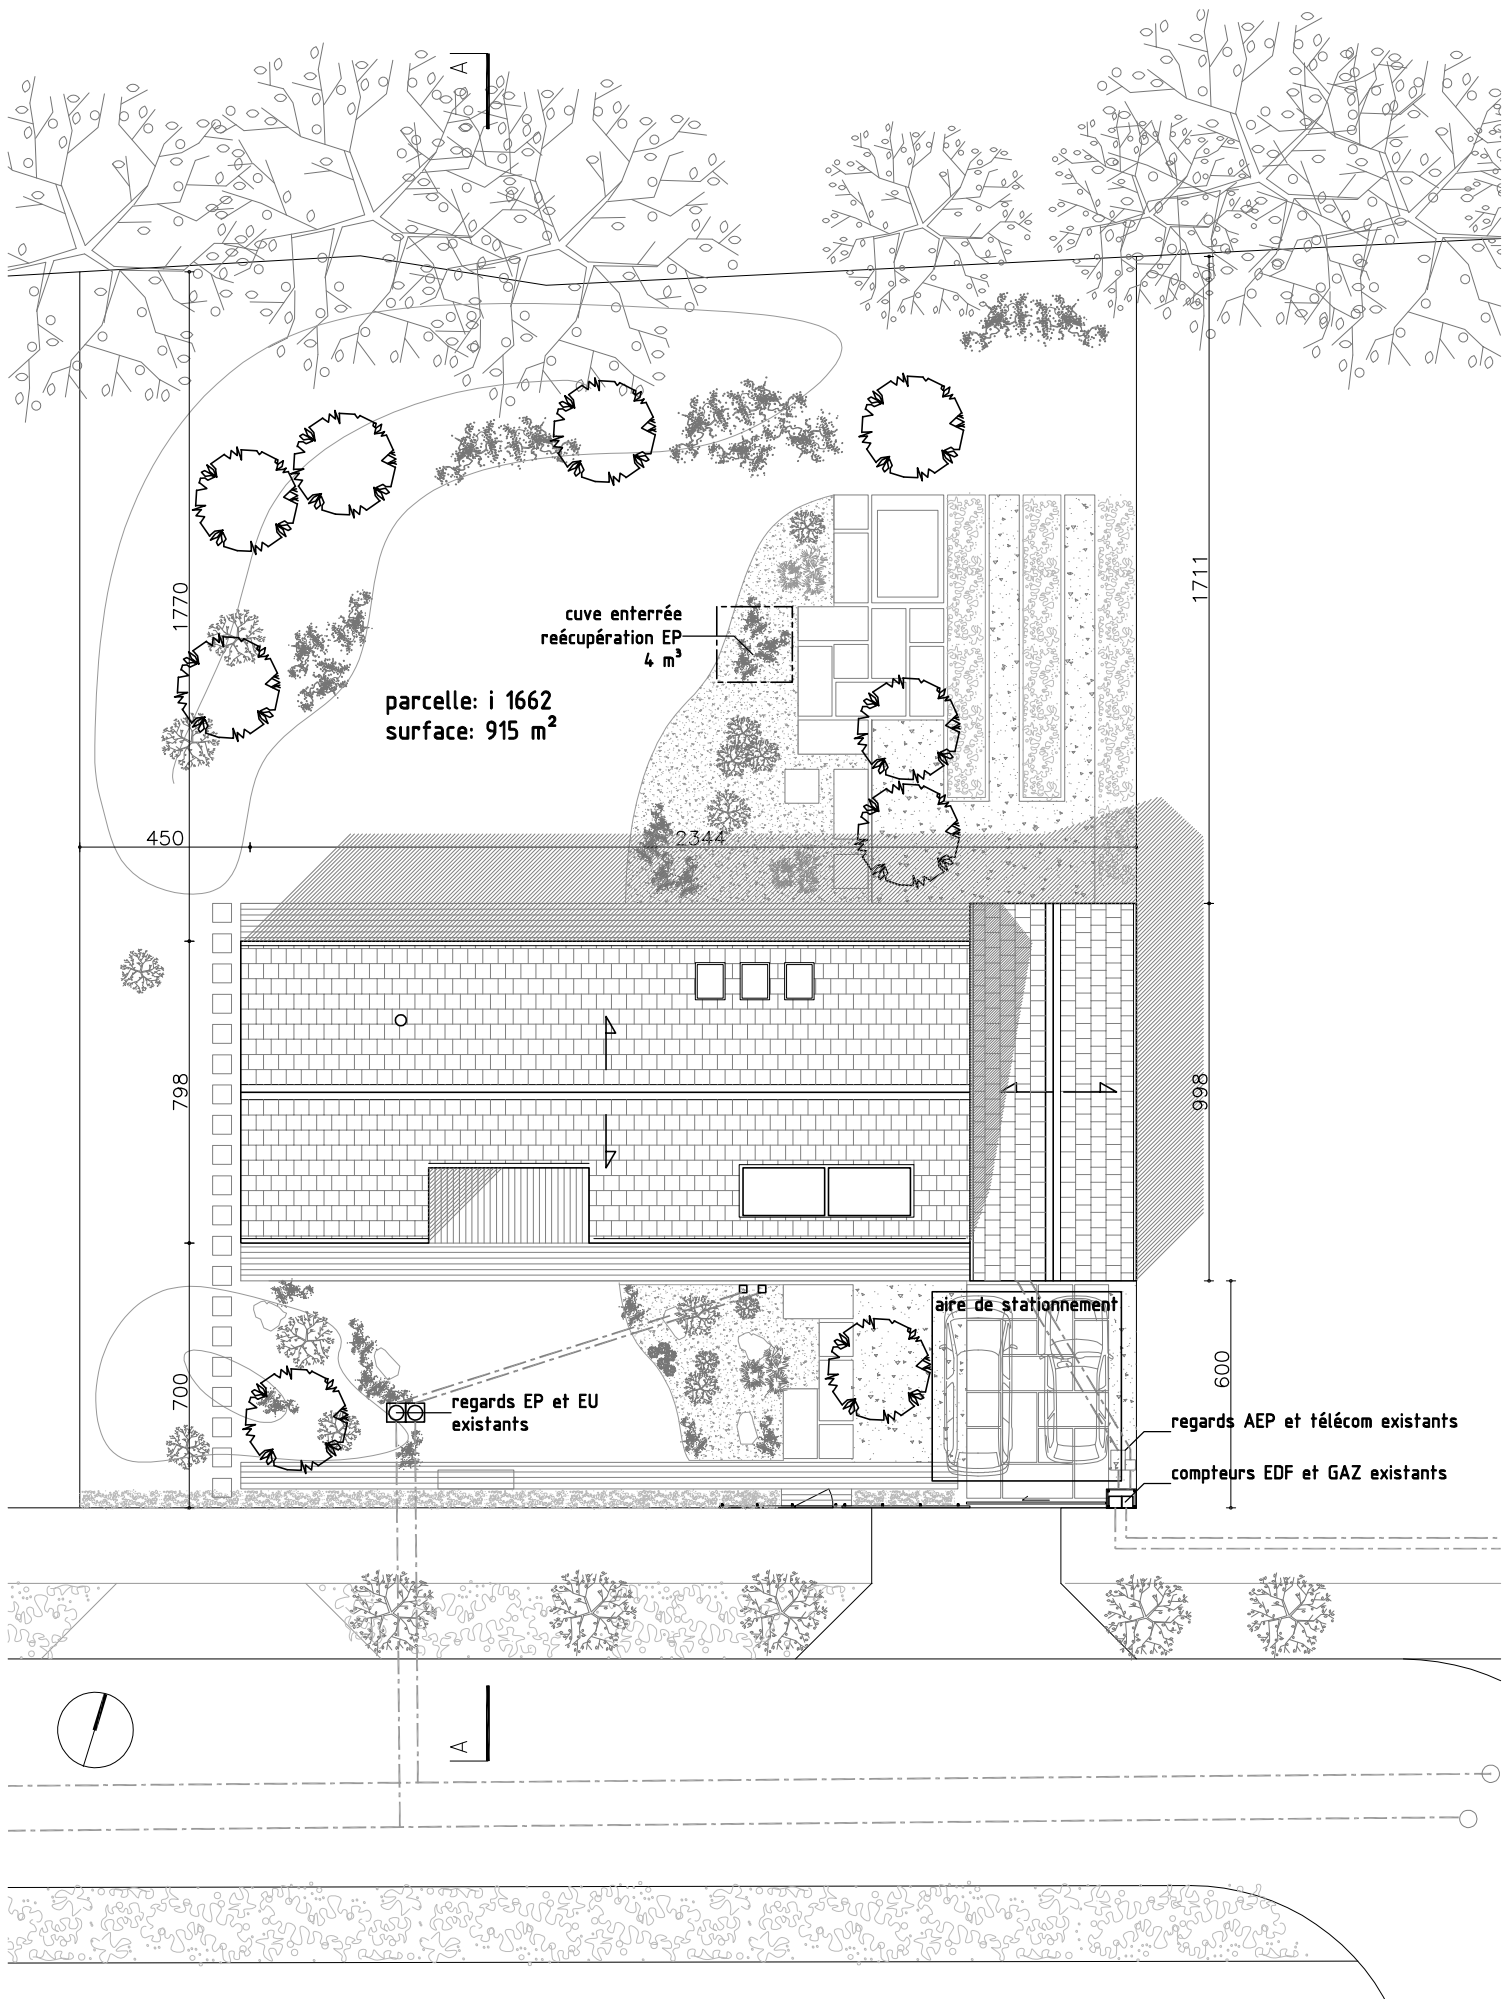 A
1770
1711
cuve enterrée
reécupération EP
4 m³
parcelle: i 1662
surface: 915 m²
450
2344
798
998
aire de stationnement
700
600
regards EP et EU
existants
regards AEP et télécom existants
compteurs EDF et GAZ existants
A